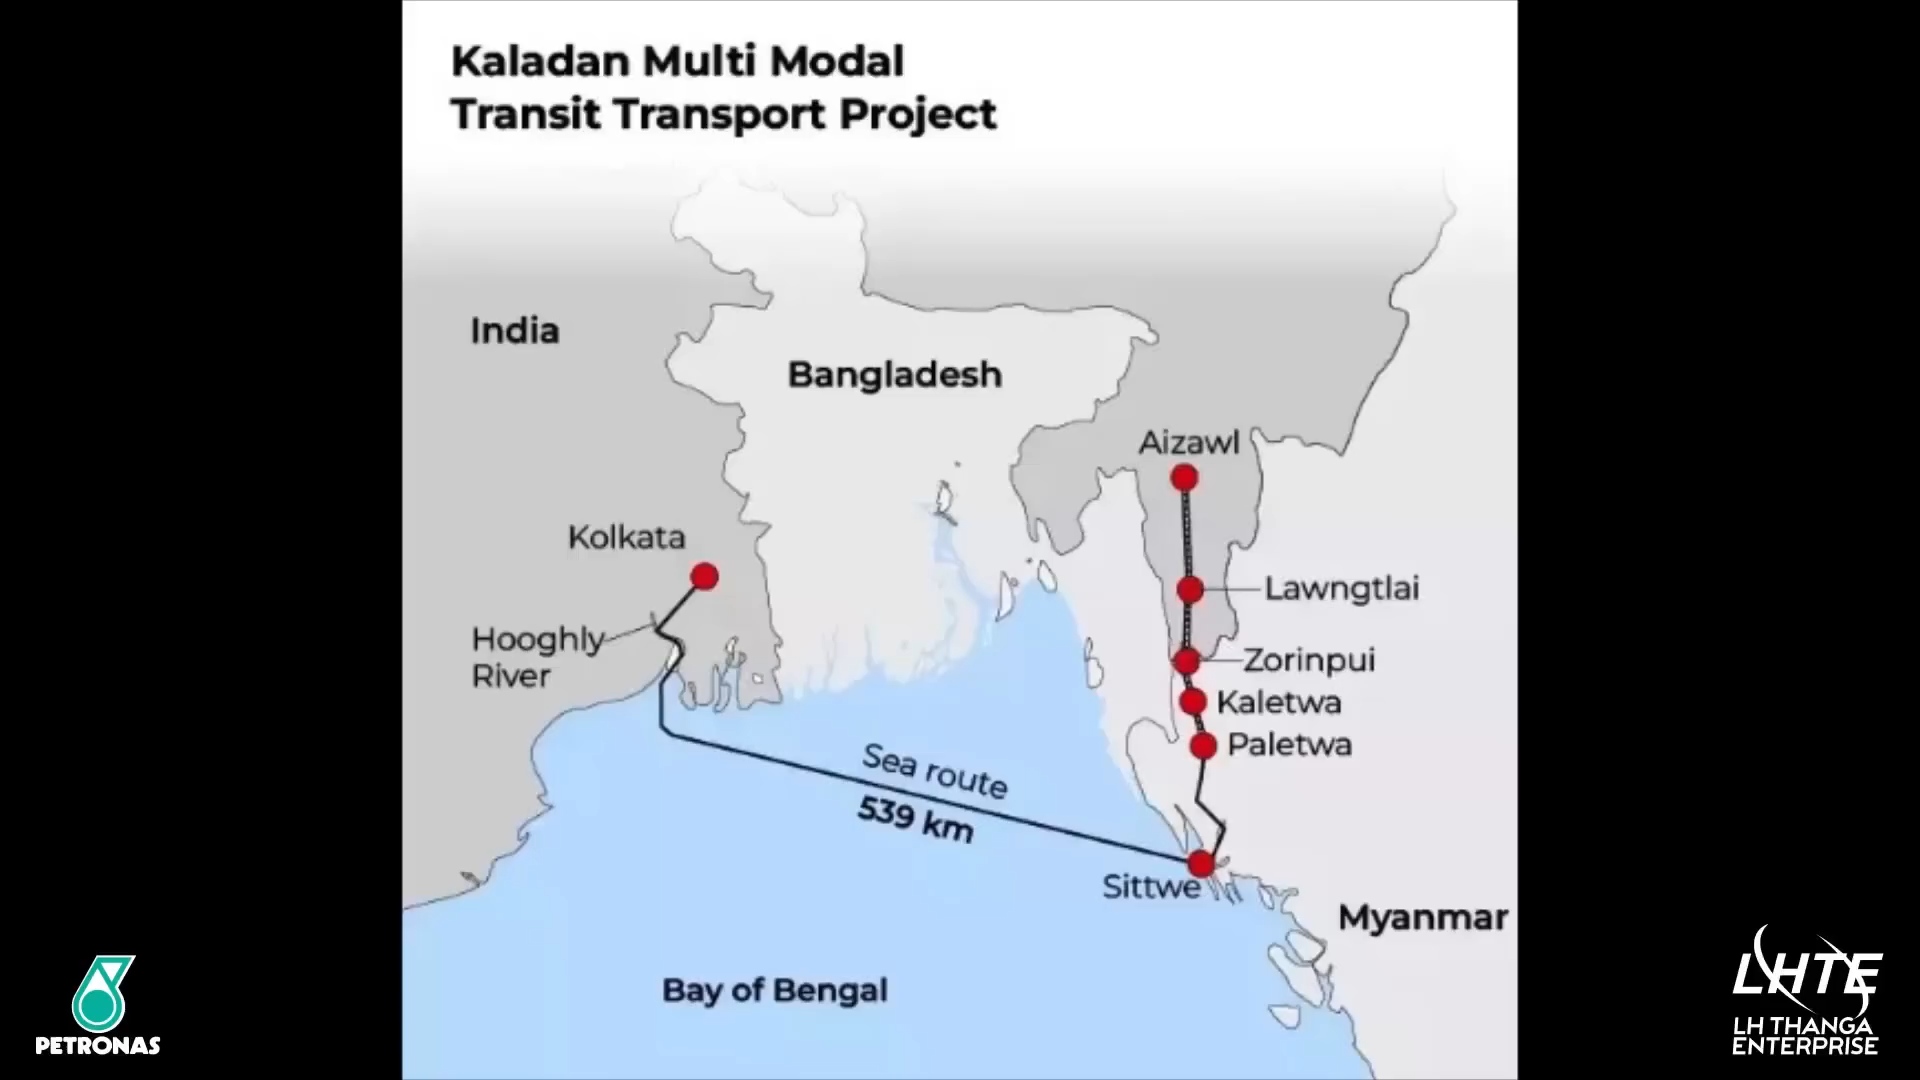 Kaladan Multi Modal
Transit Transport Project
India
Bangladesh
Aizawl
Kolkata
Lawngtlai
Hooghly
River
Zorinpui
Kaletwa
Paletwa
Sea route
539 km
Sittwe
Myanmar
Bay of Bengal
PETRONAS
LHTE
LH THANGA
ENTERPRISE